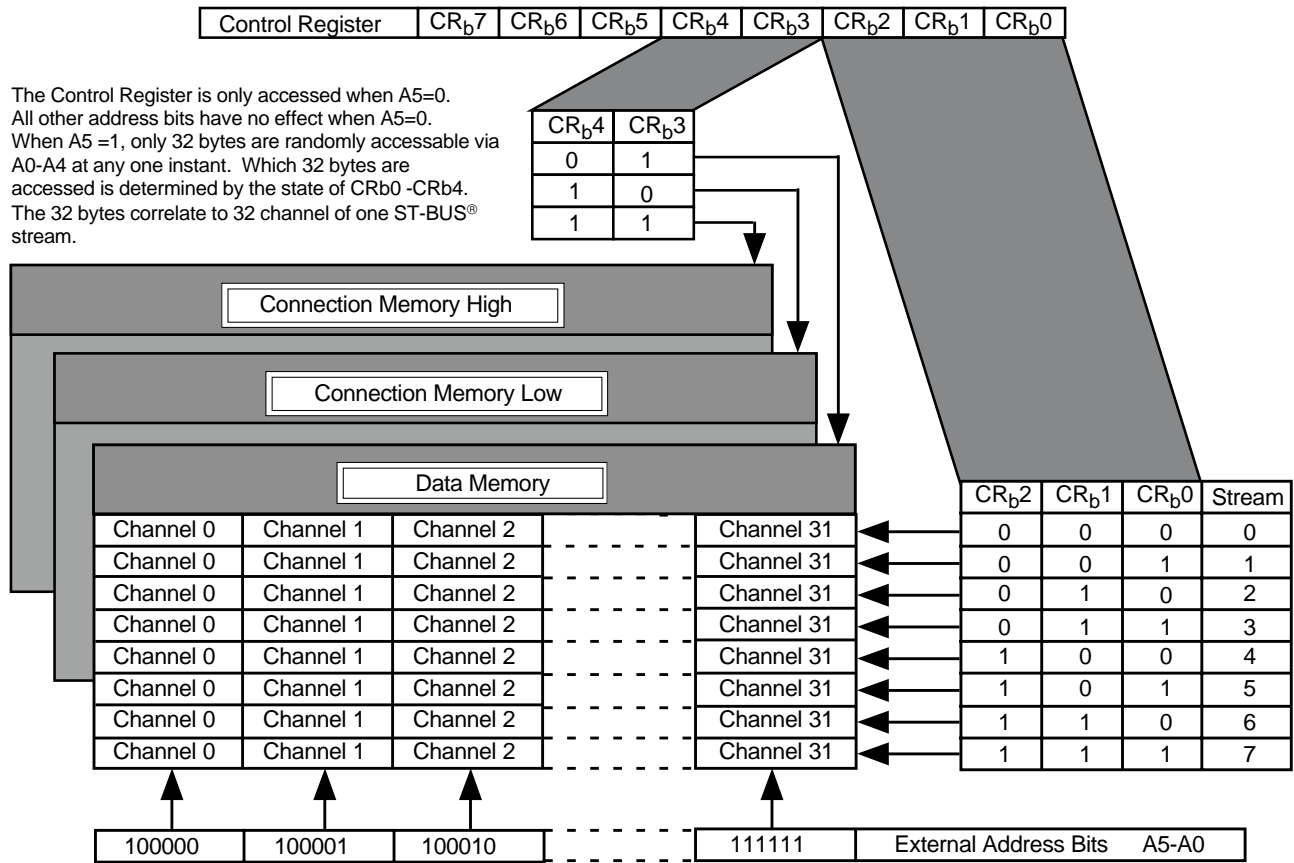 Control Register CRb7 CRb6 CRb5 CRb4 CRb3 CRb2 CRb1 CRb0
The Control Register is only accessed when A5=0.
All other address bits have no effect when A5=0.
When A5 =1, only 32 bytes are randomly accessable via
A0-A4 at any one instant. Which 32 bytes are
accessed is determined by the state of CRb0 -CRb4.
The 32 bytes correlate to 32 channel of one ST-BUS®
stream.
CRb4 CRb3
0 1
1 0
1 1
Connection Memory High
Connection Memory Low
Data Memory
CRb2 CRb1 CRb0 Stream
Channel 0 Channel 1 Channel 2 Channel 31 0 0 0 0
Channel 0 Channel 1 Channel 2 Channel 31 0 0 1 1
Channel 0 Channel 1 Channel 2 Channel 31 0 1 0 2
Channel 0 Channel 1 Channel 2 Channel 31 0 1 1 3
Channel 0 Channel 1 Channel 2 Channel 31 1 0 0 4
Channel 0 Channel 1 Channel 2 Channel 31 1 0 1 5
Channel 0 Channel 1 Channel 2 Channel 31 1 1 0 6
Channel 0 Channel 1 Channel 2 Channel 31 1 1 1 7
100000 100001 100010 111111 External Address Bits A5-A0